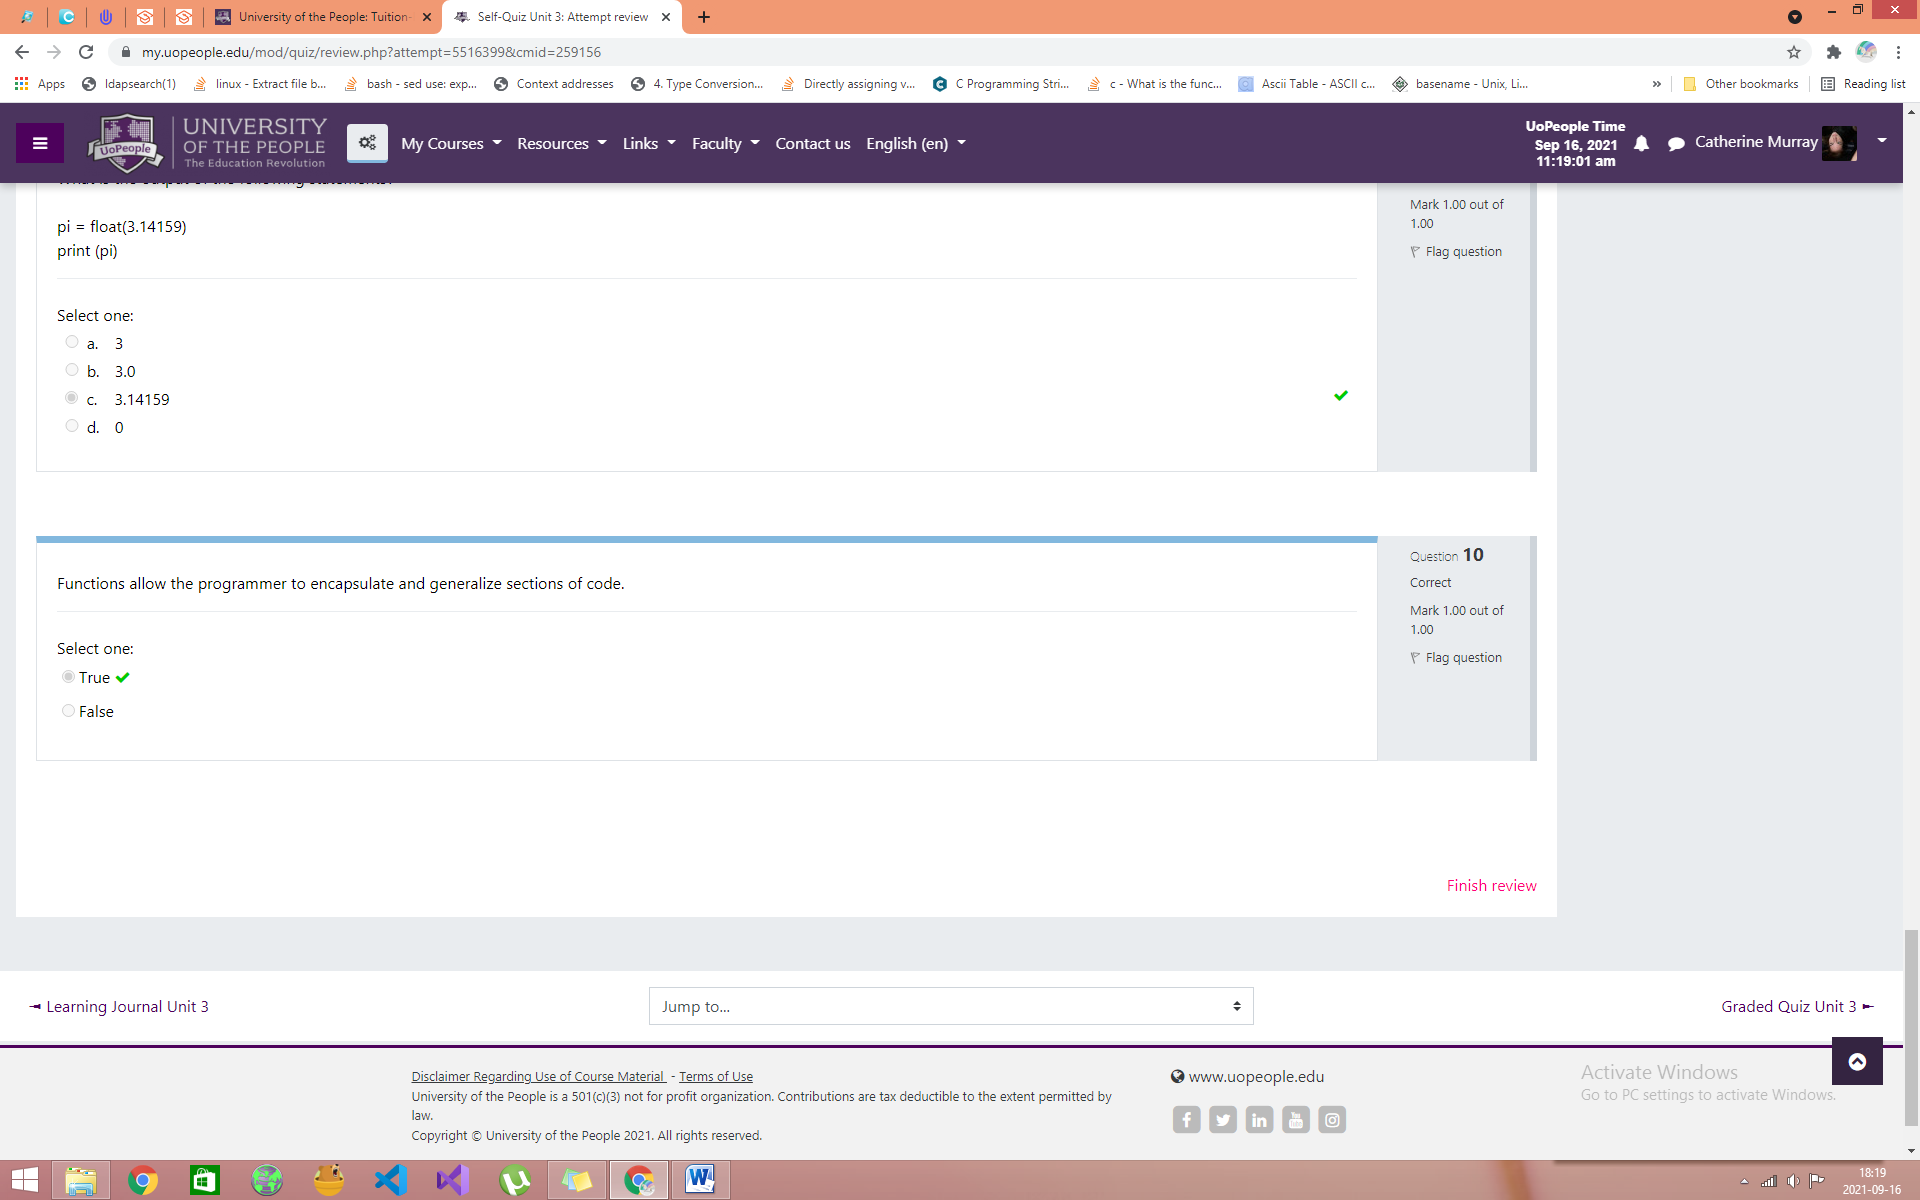 University of the People: Tuition-
Self-Quiz Unit 3: Attempt review
my.uopeople.edu/mod/quiz/review.php?attempt=5516399&cmid=259156
Apps
ldapsearch(1)
linux - Extract file b...
bash - sed use: exp...
Context addresses
4. Type Conversion...
Directly assigning v...
C Programming Stri...
c - What is the func...
Ascii Table - ASCII c...
basename - Unix, Li...
»
Other bookmarks
Reading list
UoPeople
UNIVERSITY
OF THE PEOPLE
The Education Revolution
My Courses
Resources
Links
Faculty
Contact us
English (en)
UoPeople Time
Sep 16, 2021
11:19:01 am
Catherine Murray
What is the output of the following statements?
pi = float(3.14159)
print (pi)
Select one:
a. 3
b. 3.0
c. 3.14159
d. 0
Mark 1.00 out of
1.00
Flag question
Functions allow the programmer to encapsulate and generalize sections of code.
Select one:
True
False
Question 10
Correct
Mark 1.00 out of
1.00
Flag question
Finish review
◄ Learning Journal Unit 3
Jump to...
Graded Quiz Unit 3 ►
Disclaimer Regarding Use of Course Material - Terms of Use
University of the People is a 501(c)(3) not for profit organization. Contributions are tax deductible to the extent permitted by
law.
Copyright © University of the People 2021. All rights reserved.
www.uopeople.edu
Activate Windows
Go to PC settings to activate Windows.
18:19
2021-09-16